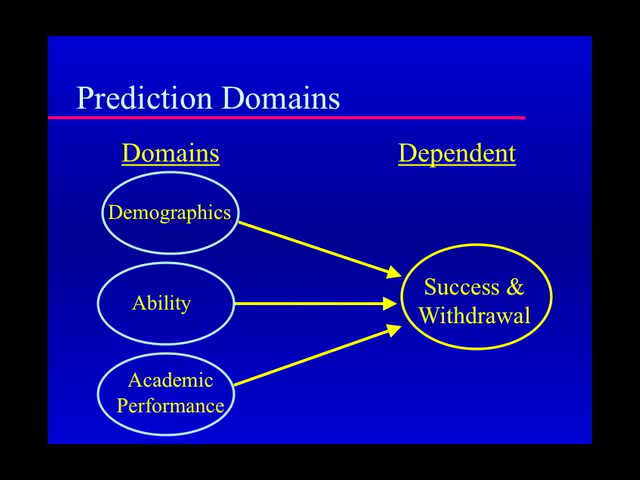 Prediction Domains
Domains
Dependent
Demographics
Ability
Academic
Performance
Success &
Withdrawal